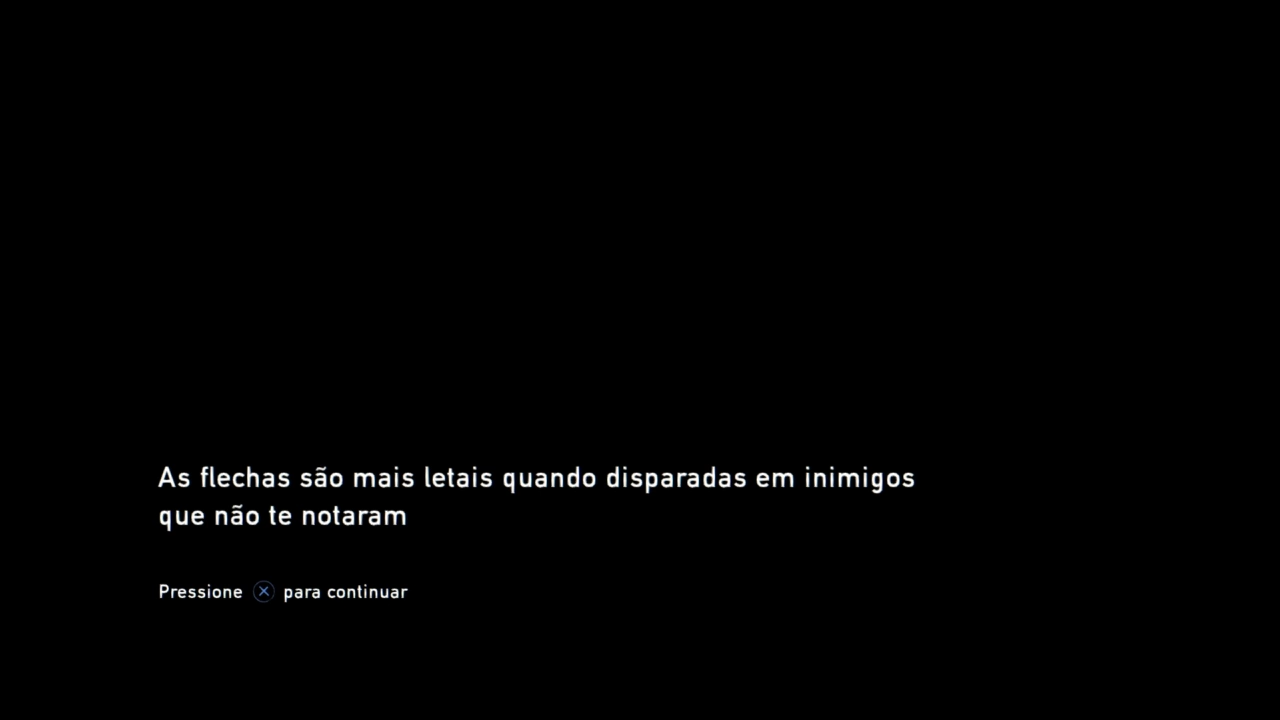 As flechas são mais letais quando disparadas em inimigos
que não te notaram
Pressione ⓧ para continuar